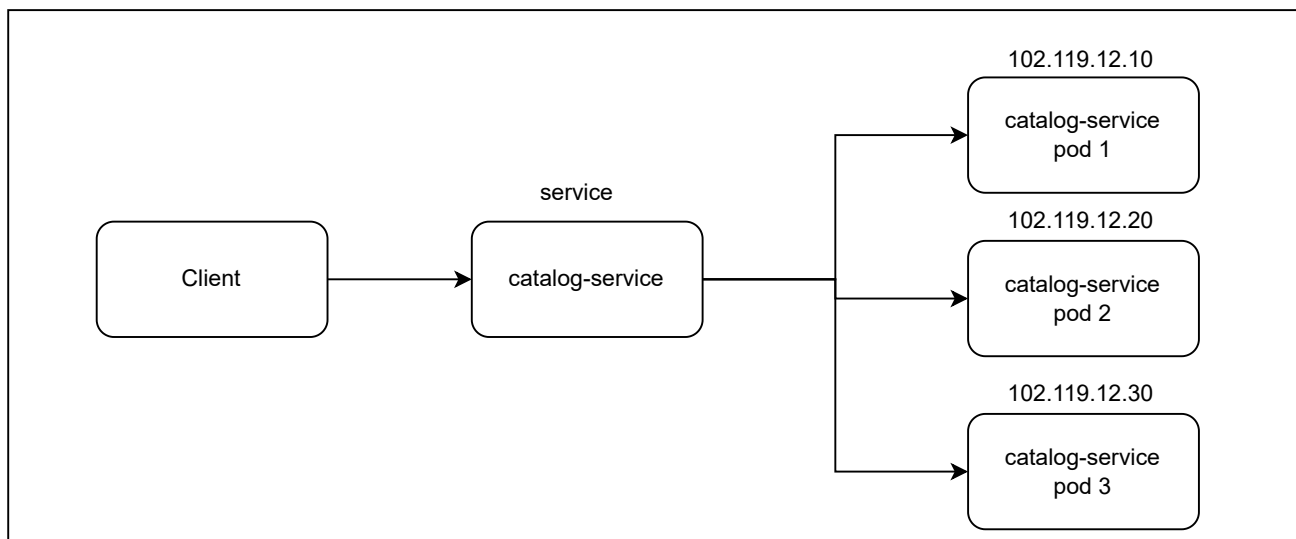 Client
service
catalog-service
102.119.12.10
catalog-service
pod 1
102.119.12.20
catalog-service
pod 2
102.119.12.30
catalog-service
pod 3